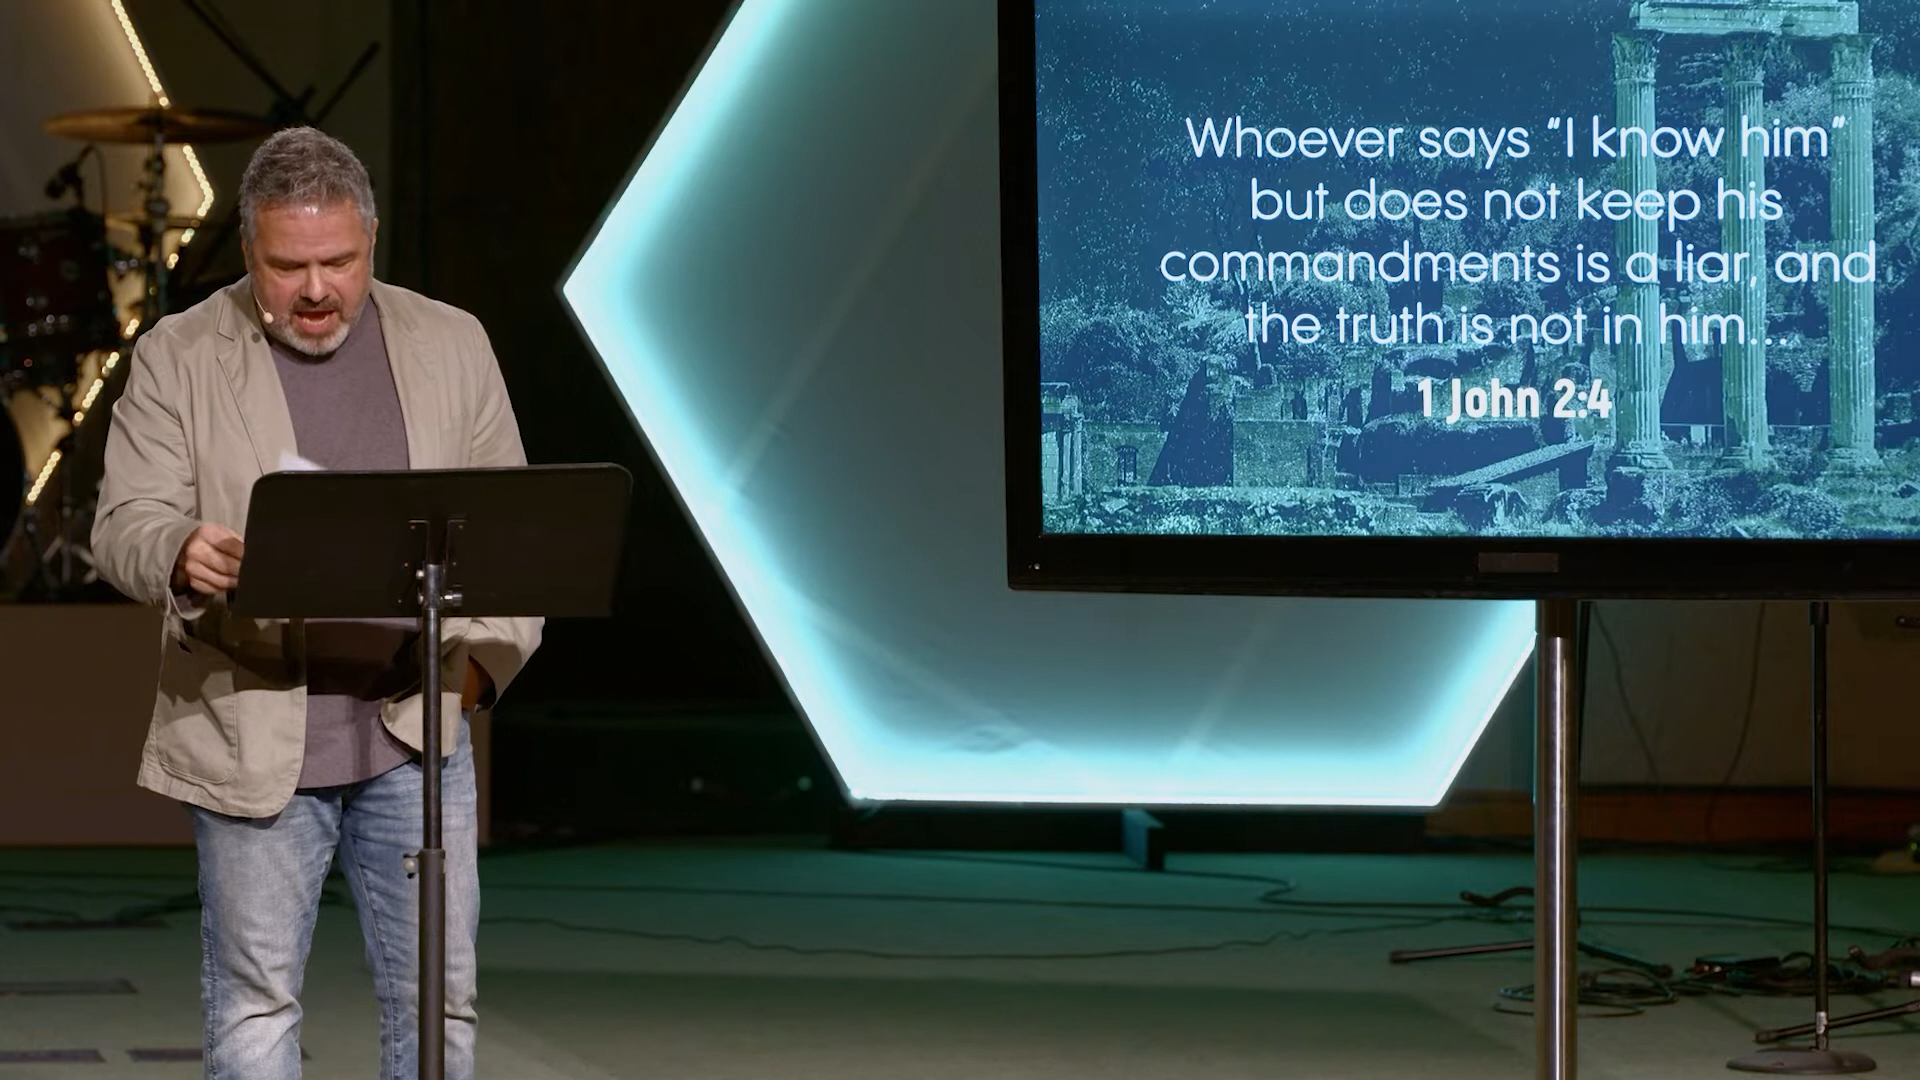 Whoever says “I know him”
but does not keep his
commandments is a liar, and
the truth is not in him...
1 John 2:4